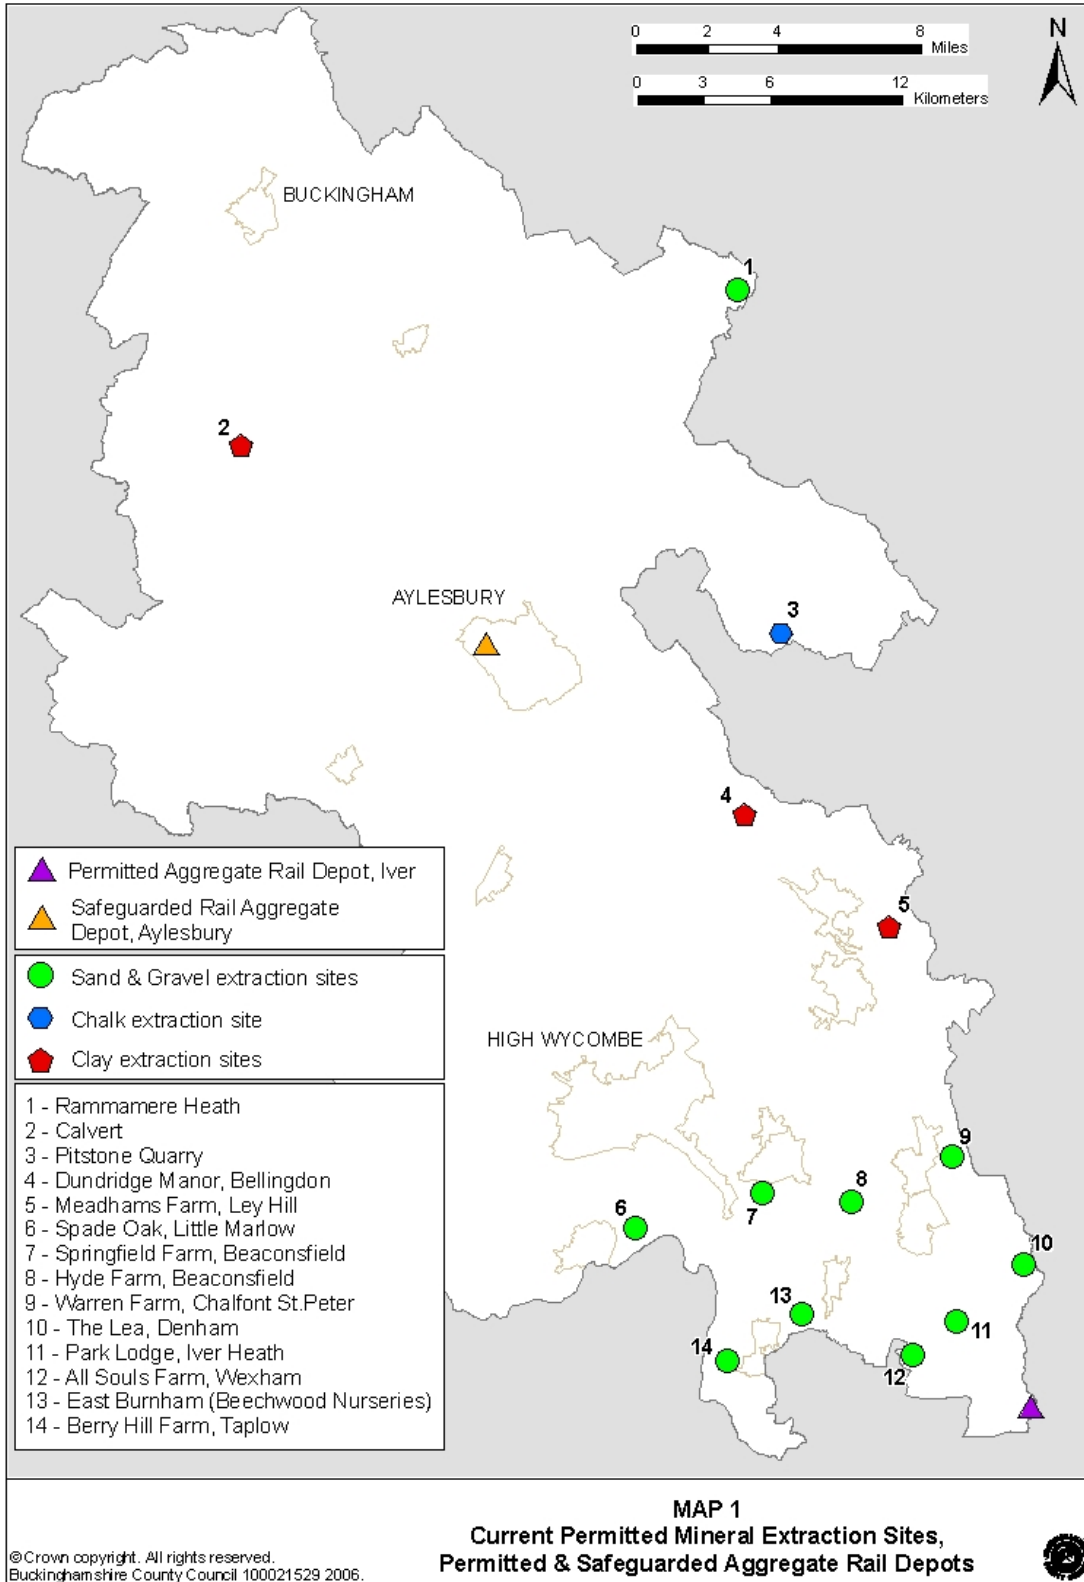 0 2 4 8
Miles
0 3 6 12
Kilometers
N
BUCKINGHAM
1
2
AYLESBURY
3
4
5
Permitted Aggregate Rail Depot, Iver
Safeguarded Rail Aggregate
Depot, Aylesbury
Sand & Gravel extraction sites
Chalk extraction site
Clay extraction sites
HIGH WYCOMBE
1 - Rammamere Heath
2 - Calvert
3 - Pitstone Quarry
4 - Dundridge Manor, Bellingdon
5 - Meadhams Farm, Ley Hill
6 - Spade Oak, Little Marlow
7 - Springfield Farm, Beaconsfield
8 - Hyde Farm, Beaconsfield
9 - Warren Farm, Chalfont St.Peter
10 - The Lea, Denham
11 - Park Lodge, Iver Heath
12 - All Souls Farm, Wexham
13 - East Burnham (Beechwood Nurseries)
14 - Berry Hill Farm, Taplow
9
8
6
7
10
13
11
14
12
MAP 1
Current Permitted Mineral Extraction Sites,
Permitted & Safeguarded Aggregate Rail Depots
© Crown copyright. All rights reserved.
Buckinghamshire County Council 100021529 2006.